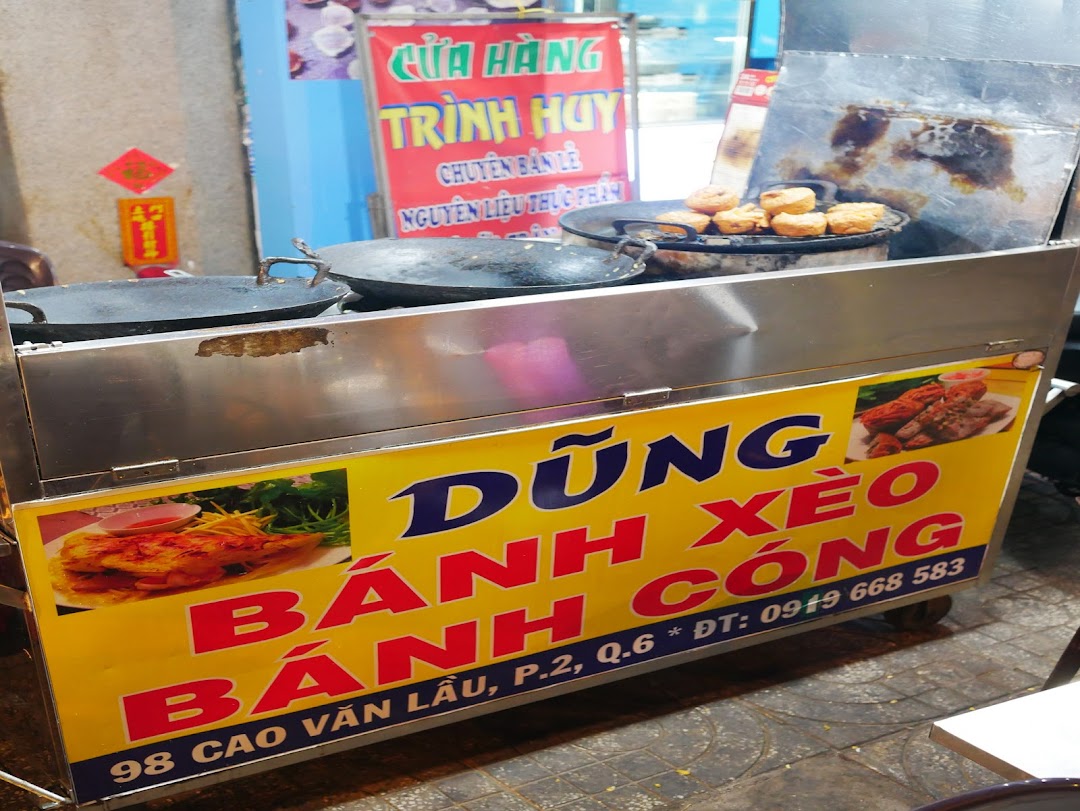 CỬA HÀNG
TRÌNH HUY
CHUYÊN BÁN LẺ
NGUYÊN LIỆU THỰC PHẨM
DŨNG
BÁNH XÈO
BÁNH CÓNG
98 CAO VĂN LẦU, P.2, Q.6 * ĐT: 0919 668 583